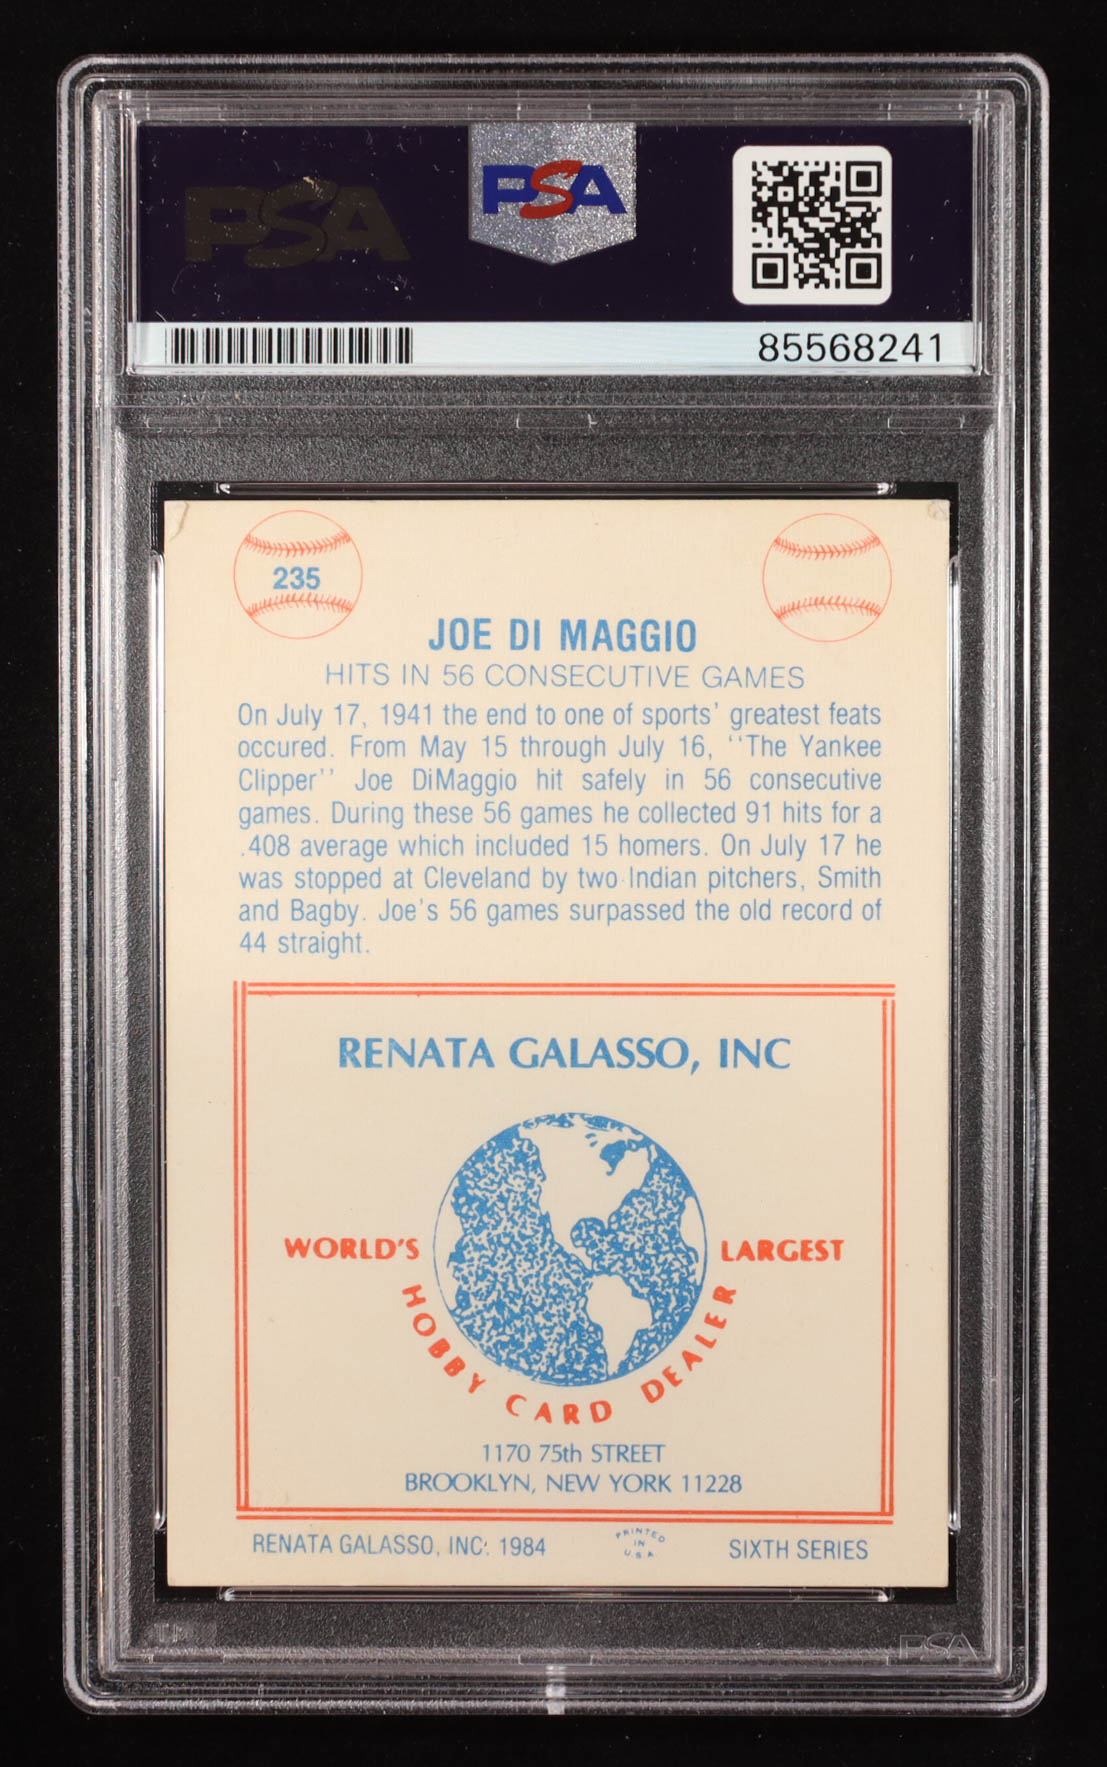 PSA
PSA
85568241
235
JOE DI MAGGIO
HITS IN 56 CONSECUTIVE GAMES
On July 17, 1941 the end to one of sports' greatest feats
occured. From May 15 through July 16, ''The Yankee
Clipper'' Joe DiMaggio hit safely in 56 consecutive
games. During these 56 games he collected 91 hits for a
.408 average which included 15 homers. On July 17 he
was stopped at Cleveland by two Indian pitchers, Smith
and Bagby. Joe's 56 games surpassed the old record of
44 straight.
RENATA GALASSO, INC
WORLD'S LARGEST
HOBBY CARD DEALER
1170 75th STREET
BROOKLYN, NEW YORK 11228
RENATA GALASSO, INC. 1984
PRINTED
IN
U.S.A.
SIXTH SERIES
PSA